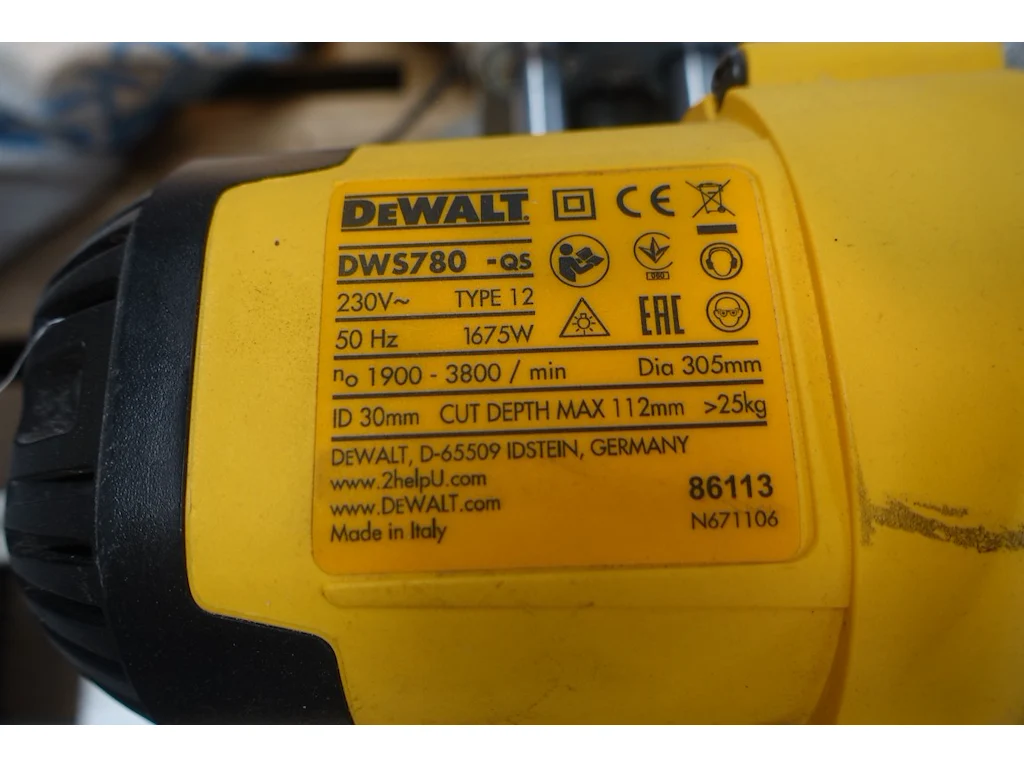 DEWALT
CE
DWS780 -QS
230V~ TYPE 12
50 Hz 1675W
EAC
no 1900 - 3800 / min Dia 305mm
ID 30mm CUT DEPTH MAX 112mm >25kg
DEWALT, D-65509 IDSTEIN, GERMANY
www.2helpU.com
www.DEWALT.com
Made in Italy
86113
N671106